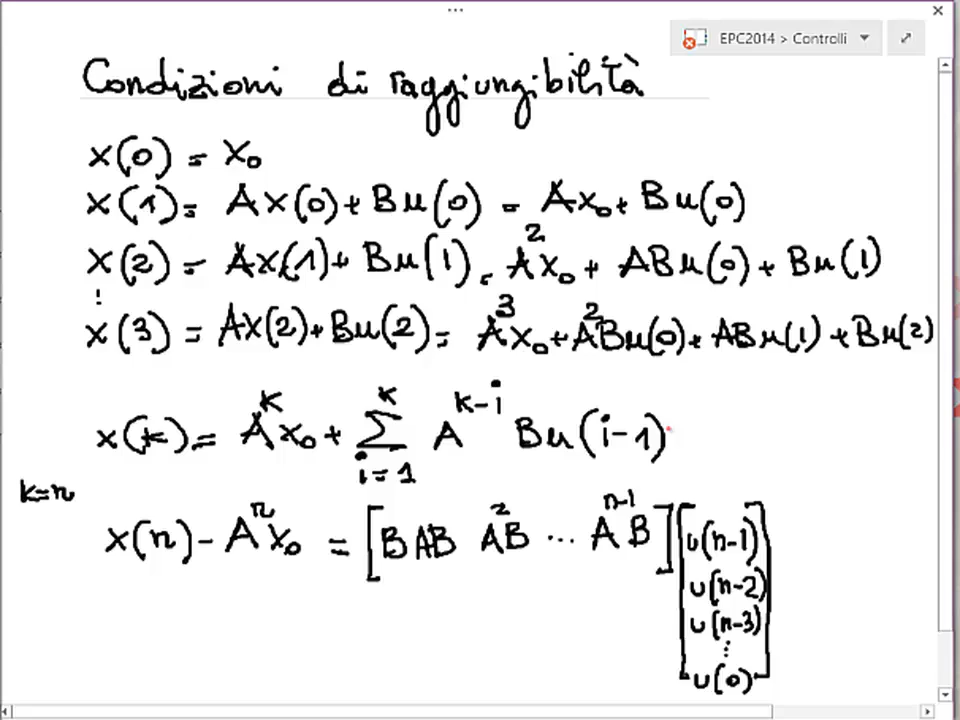 EPC2014 > Controlli
Condizioni di raggiungibilità
x(0) = x₀
x(1) = Ax(0) + Bu(0) = Ax₀ + Bu(0)
x(2) = Ax(1) + Bu(1) = A²x₀ + ABu(0) + Bu(1)
x(3) = Ax(2) + Bu(2) = A³x₀ + A²Bu(0) + ABu(1) + Bu(2)
x(k) = Aᵏx₀ + ∑ᵢ₌₁ᵏ Aᵏ⁻ⁱ Bu(i-1)
k=n
x(n) - Aⁿx₀ = [B AB A²B ... Aⁿ⁻¹B] [u(n-1)
u(n-2)
u(n-3)
⋮
u(0)]